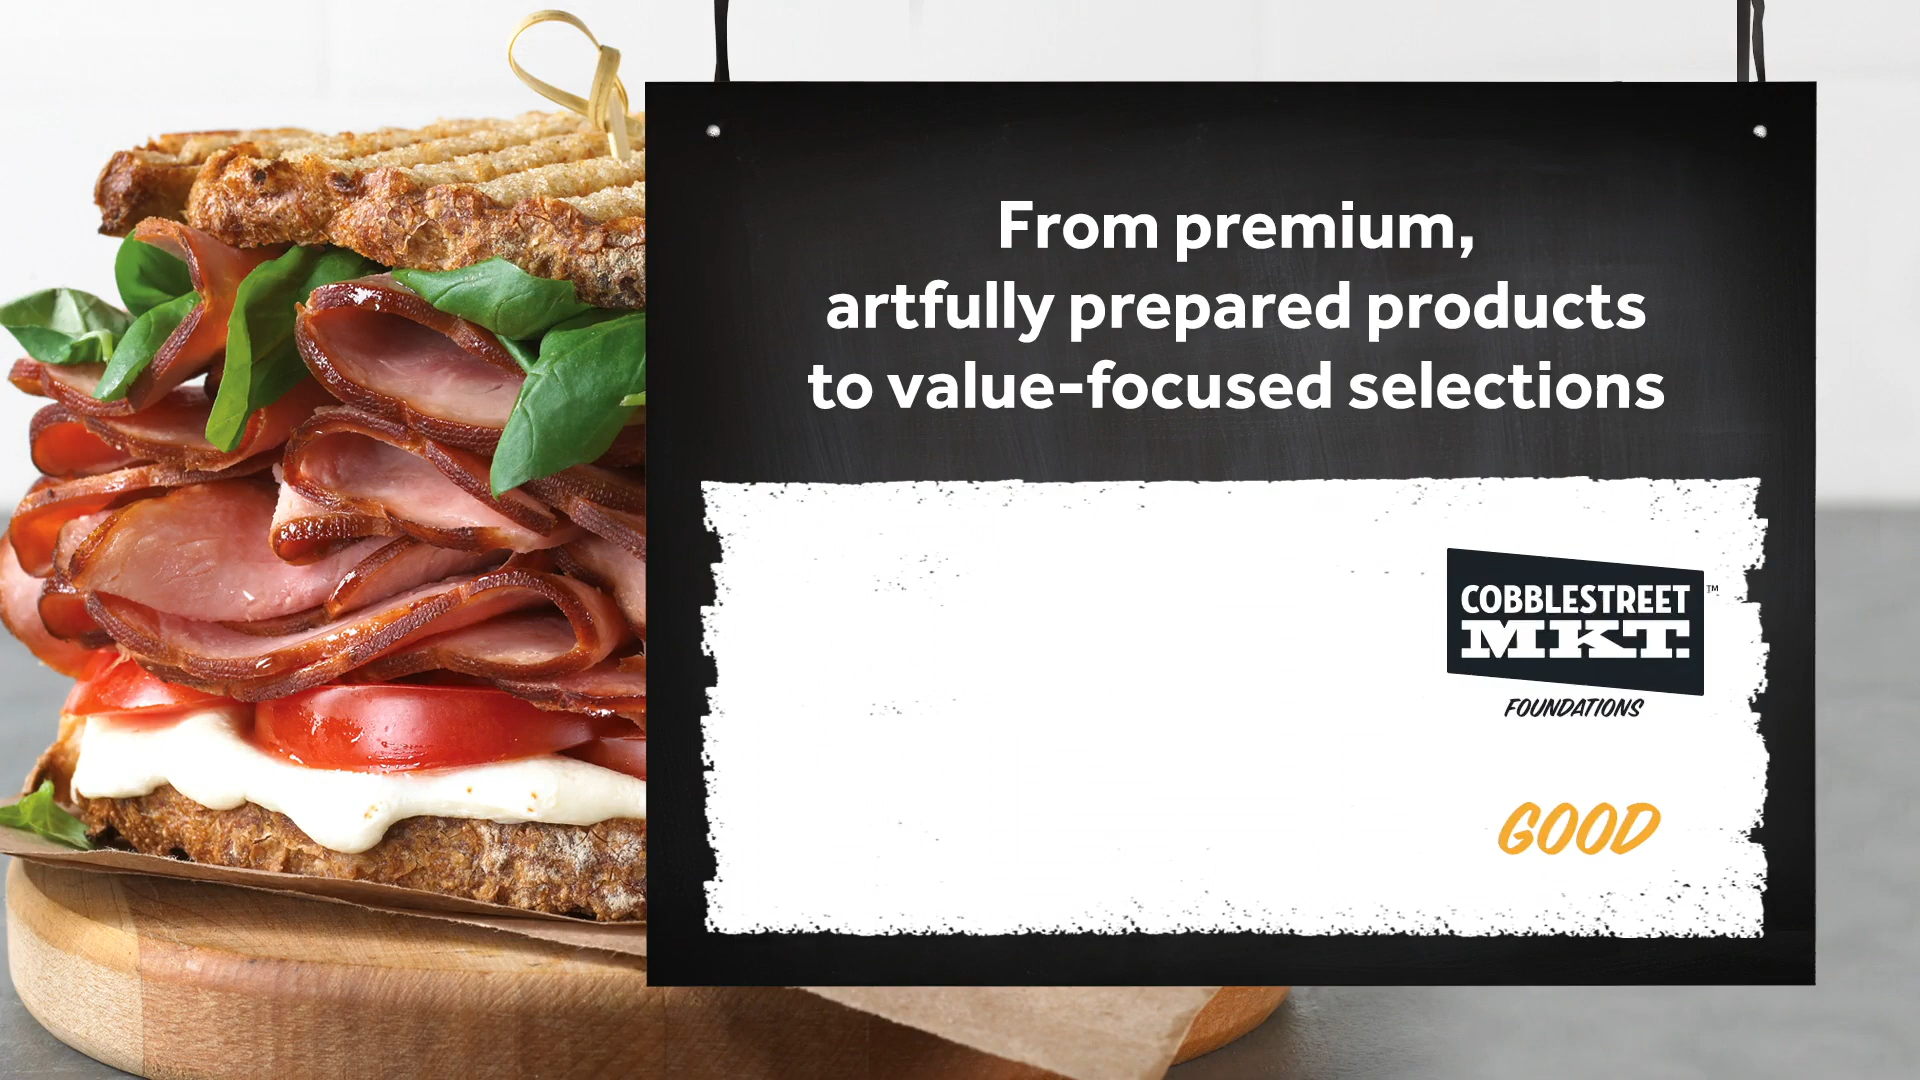 From premium,
artfully prepared products
to value-focused selections
COBBLESTREET
MKT.™
FOUNDATIONS
GOOD